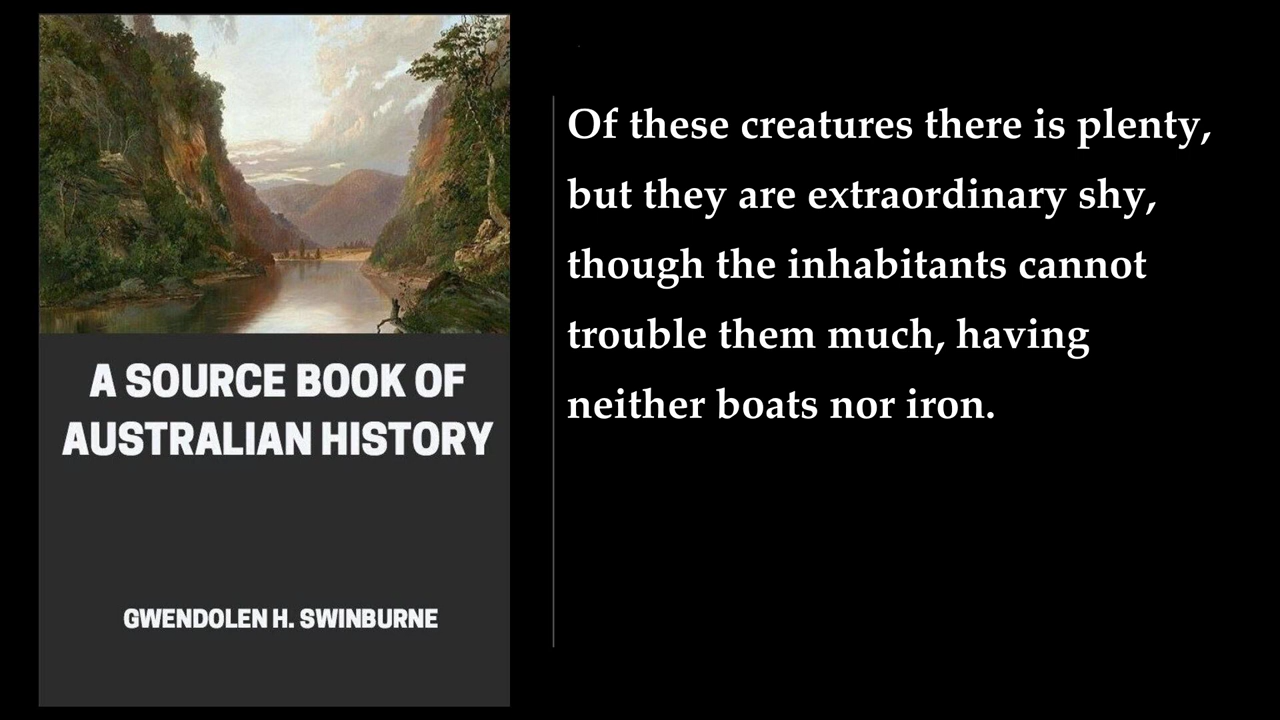 A SOURCE BOOK OF
AUSTRALIAN HISTORY
GWENDOLEN H. SWINBURNE
Of these creatures there is plenty,
but they are extraordinary shy,
though the inhabitants cannot
trouble them much, having
neither boats nor iron.